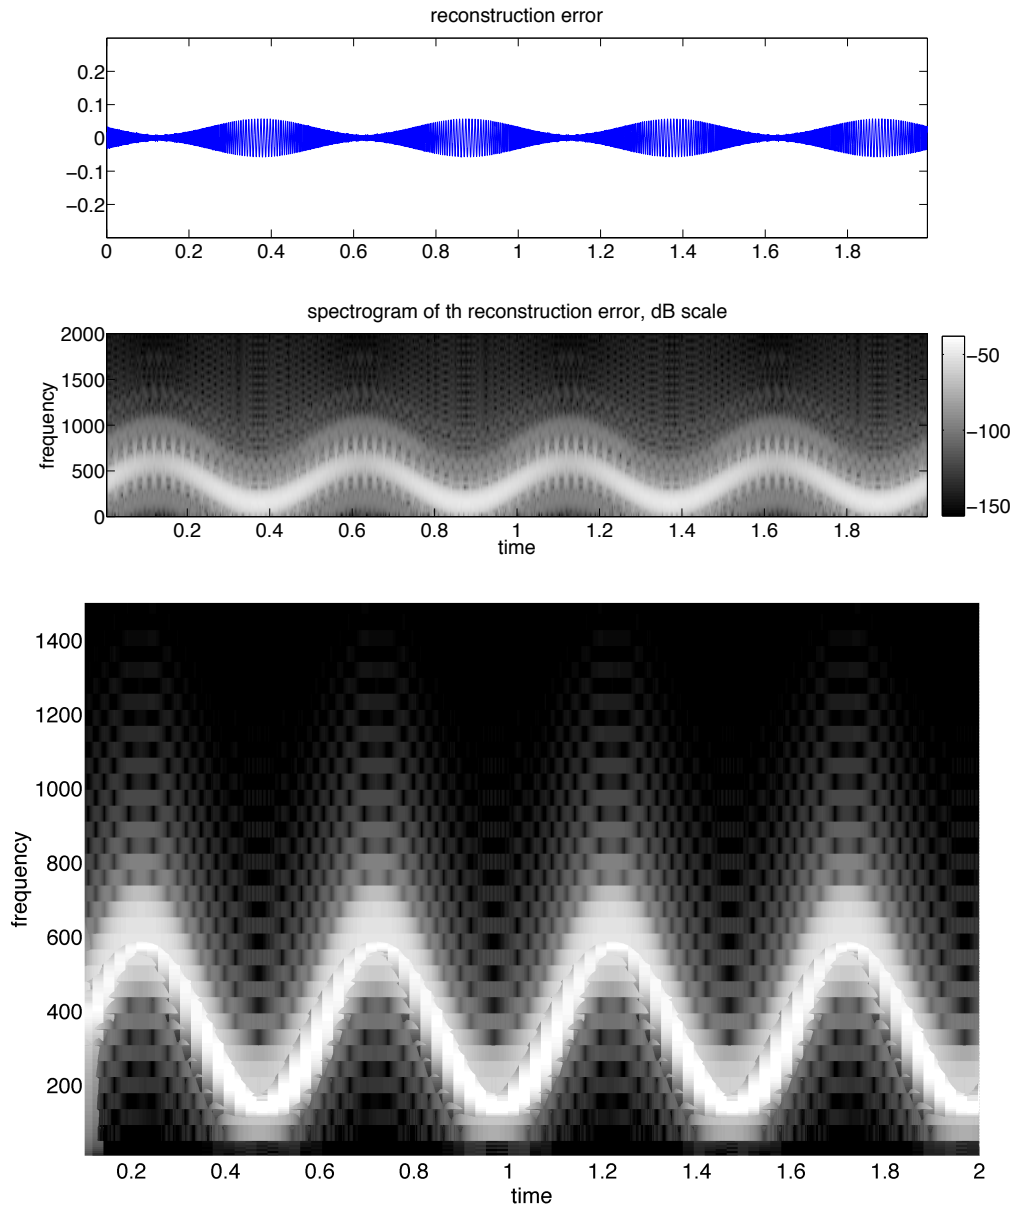 reconstruction error
0.2
0.1
0
−0.1
−0.2
0 0.2 0.4 0.6 0.8 1 1.2 1.4 1.6 1.8
spectrogram of th reconstruction error, dB scale
2000
1500
1000
500
0
frequency
0.2 0.4 0.6 0.8 1 1.2 1.4 1.6 1.8
time
−50
−100
−150
1400
1200
1000
800
600
400
200
frequency
0.2 0.4 0.6 0.8 1 1.2 1.4 1.6 1.8 2
time